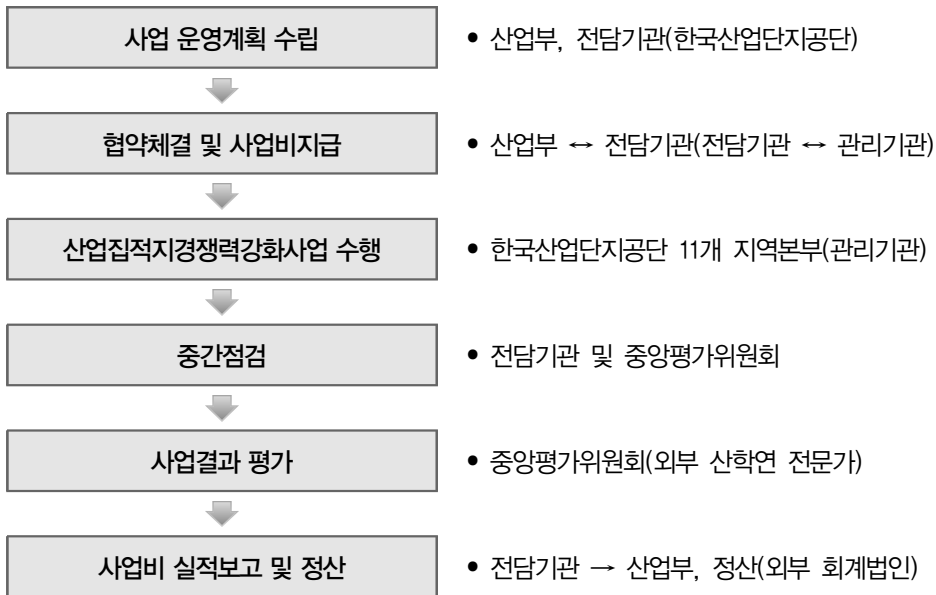 사업 운영계획 수립 • 산업부, 전담기관(한국산업단지공단)
협약체결 및 사업비지급 • 산업부 ↔ 전담기관(전담기관 ↔ 관리기관)
산업집적지경쟁력강화사업 수행 • 한국산업단지공단 11개 지역본부(관리기관)
중간점검 • 전담기관 및 중앙평가위원회
사업결과 평가 • 중앙평가위원회(외부 산학연 전문가)
사업비 실적보고 및 정산 • 전담기관 → 산업부, 정산(외부 회계법인)